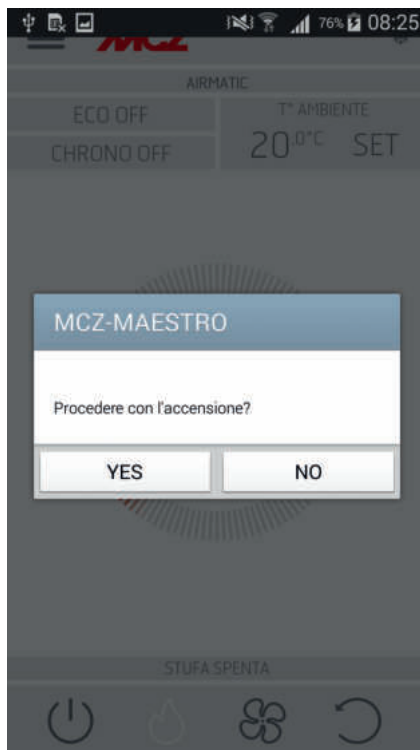 76% 08:25
MCZ
AIRMATIC
ECO OFF
T° AMBIENTE
CHRONO OFF
20.0°C SET
MCZ-MAESTRO
Procedere con l'accensione?
YES NO
STUFA SPENTA